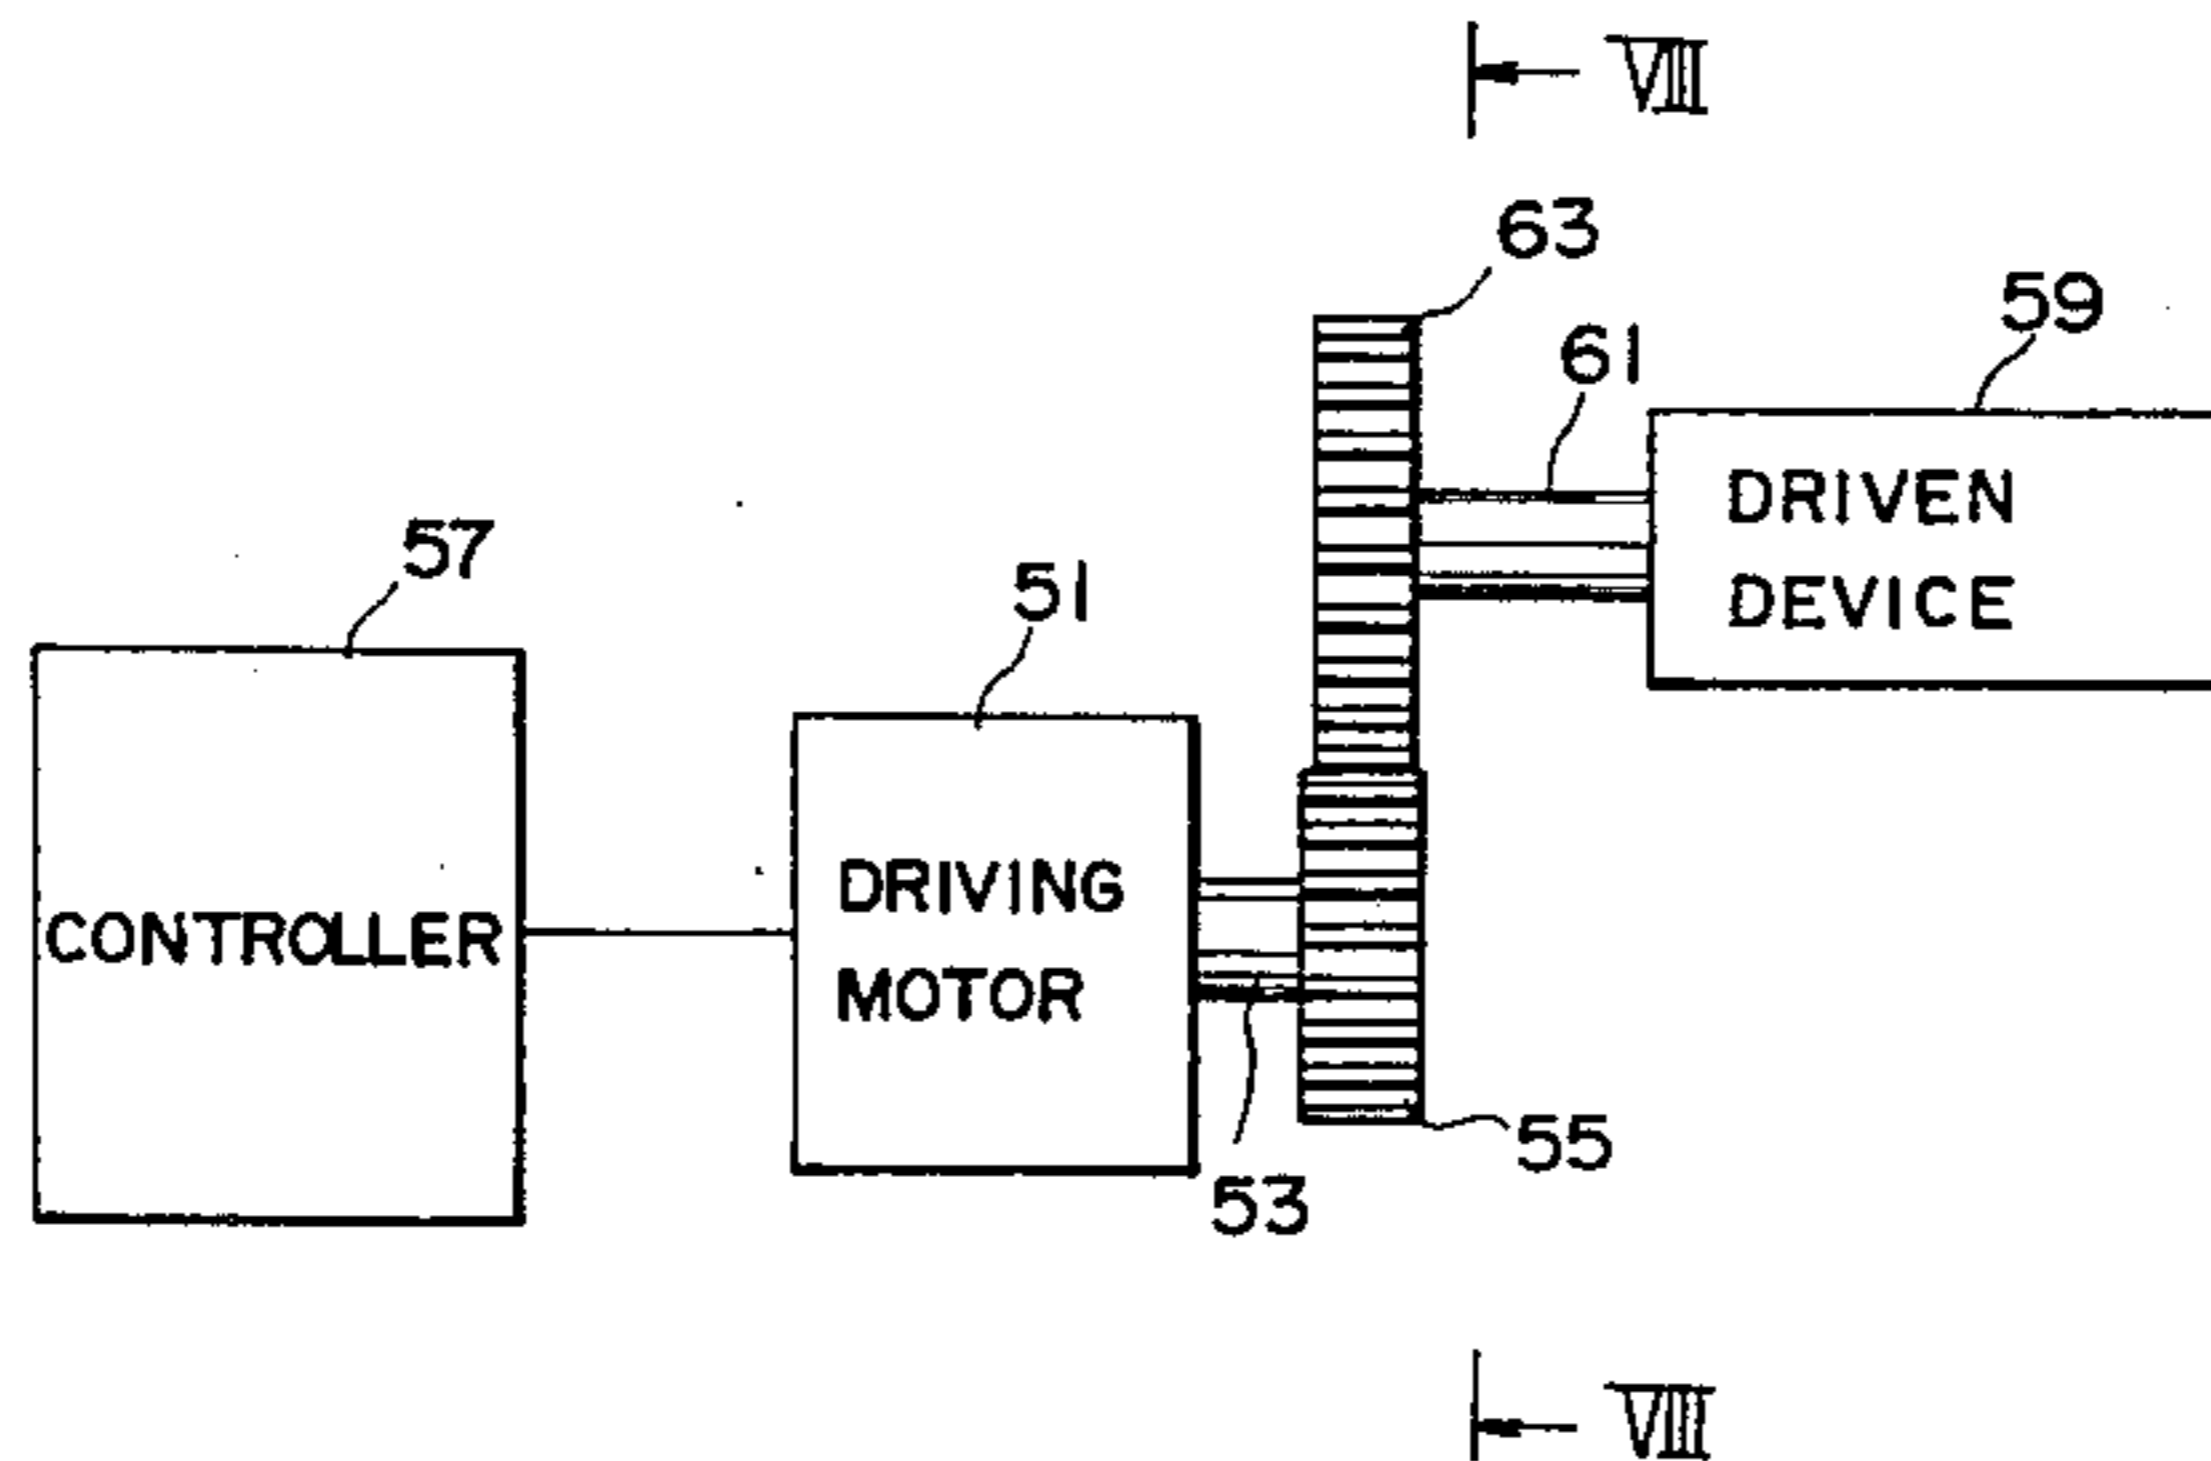 VIII
63
59
61
57
51
DRIVEN
DEVICE
DRIVING
MOTOR
CONTROLLER
55
53
VIII